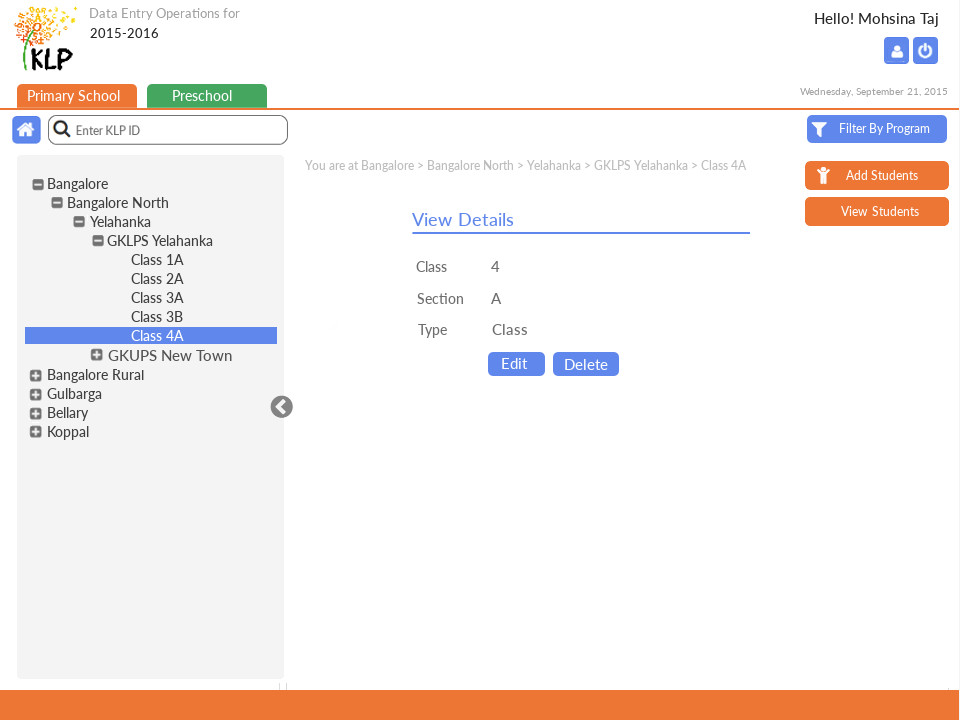 Data Entry Operations for
2015-2016
KLP
Hello! Mohsina Taj
Primary School
Preschool
Wednesday, September 21, 2015
Enter KLP ID
Filter By Program
You are at Bangalore > Bangalore North > Yelahanka > GKLPS Yelahanka > Class 4A
Add Students
View Students
Bangalore
Bangalore North
Yelahanka
GKLPS Yelahanka
Class 1A
Class 2A
Class 3A
Class 3B
Class 4A
GKUPS New Town
Bangalore Rural
Gulbarga
Bellary
Koppal
View Details
Class 4
Section A
Type Class
Edit Delete